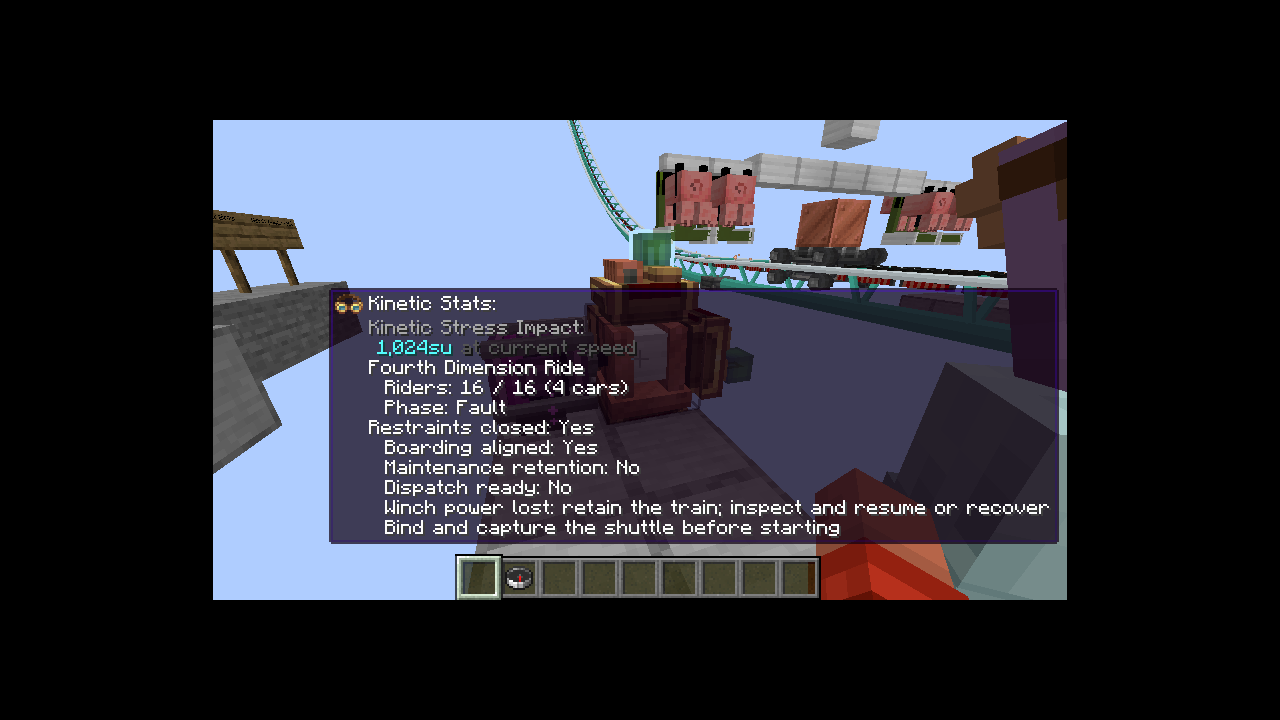 Kinetic Stats:
Kinetic Stress Impact:
1,024su at current speed
Fourth Dimension Ride
Riders: 16 / 16 (4 cars)
Phase: Fault
Restraints closed: Yes
Boarding aligned: Yes
Maintenance retention: No
Dispatch ready: No
Winch power lost: retain the train; inspect and resume or recover
Bind and capture the shuttle before starting